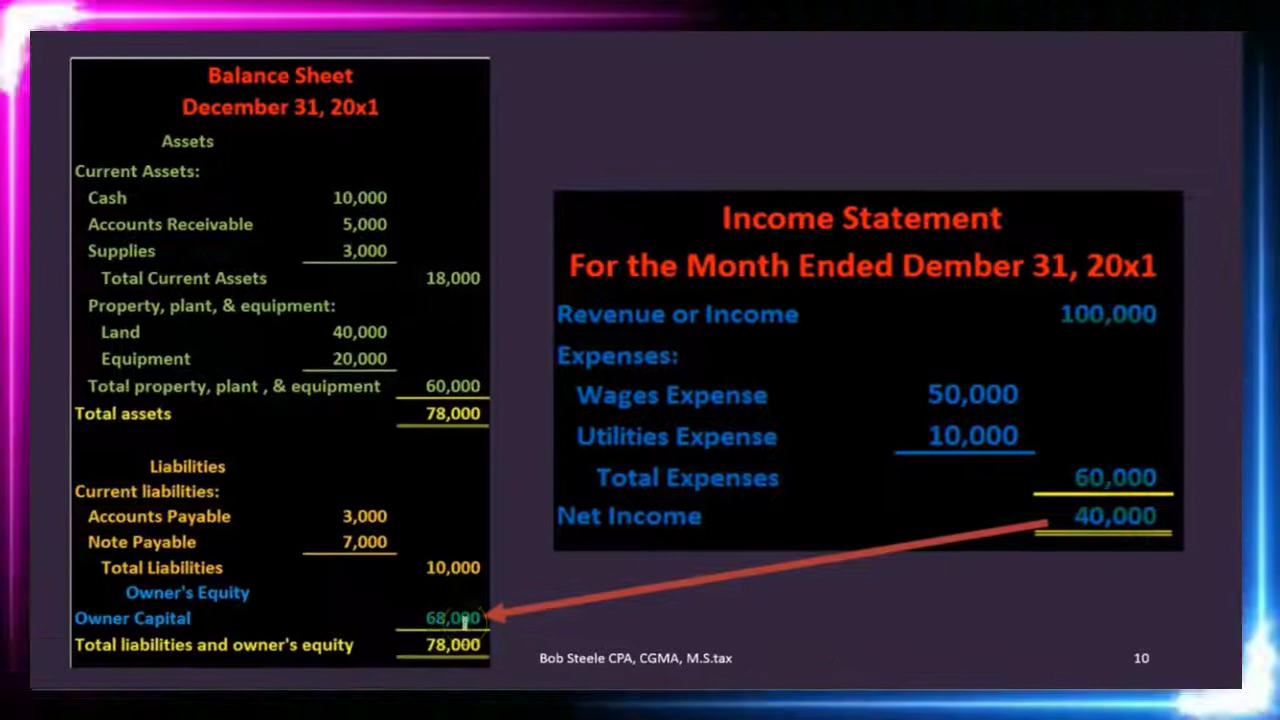 Balance Sheet
December 31, 20x1
Assets
Current Assets:
Cash 10,000
Accounts Receivable 5,000
Supplies 3,000
Total Current Assets 18,000
Property, plant, & equipment:
Land 40,000
Equipment 20,000
Total property, plant , & equipment 60,000
Total assets 78,000
Liabilities
Current liabilities:
Accounts Payable 3,000
Note Payable 7,000
Total Liabilities 10,000
Owner's Equity
Owner Capital 68,000
Total liabilities and owner's equity 78,000
Income Statement
For the Month Ended Dember 31, 20x1
Revenue or Income 100,000
Expenses:
Wages Expense 50,000
Utilities Expense 10,000
Total Expenses 60,000
Net Income 40,000
Bob Steele CPA, CGMA, M.S.tax 10